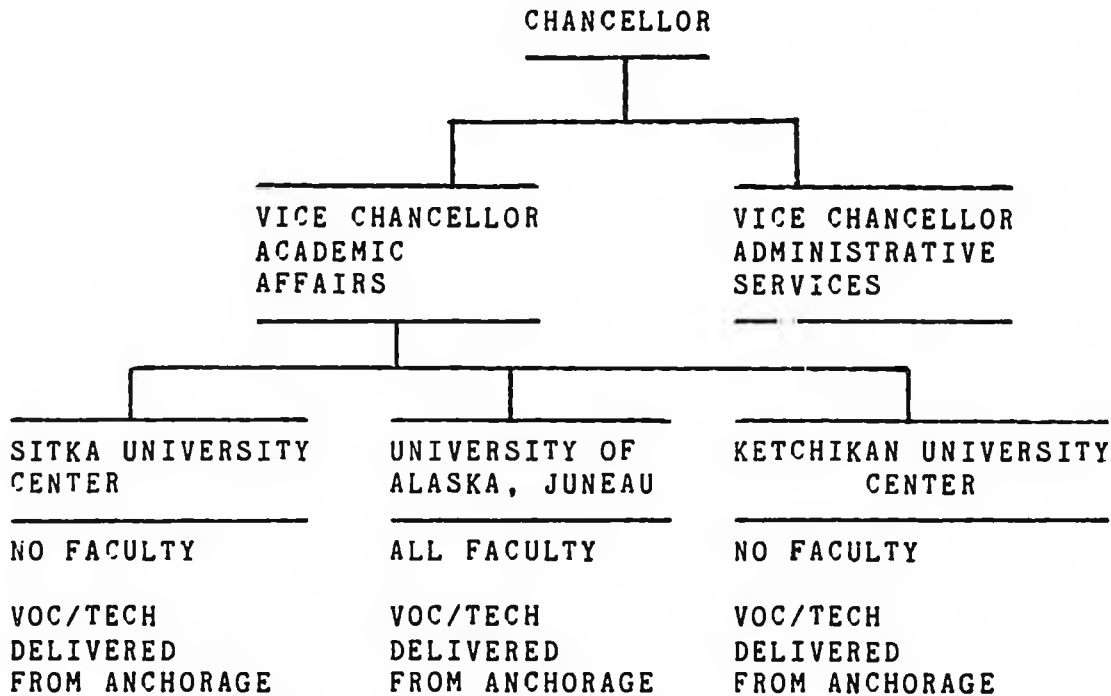 CHANCELLOR
VICE CHANCELLOR
ACADEMIC
AFFAIRS
VICE CHANCELLOR
ADMINISTRATIVE
SERVICES
SITKA UNIVERSITY
CENTER
NO FACULTY
VOC/TECH
DELIVERED
FROM ANCHORAGE
UNIVERSITY OF
ALASKA, JUNEAU
ALL FACULTY
VOC/TECH
DELIVERED
FROM ANCHORAGE
KETCHIKAN UNIVERSITY
CENTER
NO FACULTY
VOC/TECH
DELIVERED
FROM ANCHORAGE